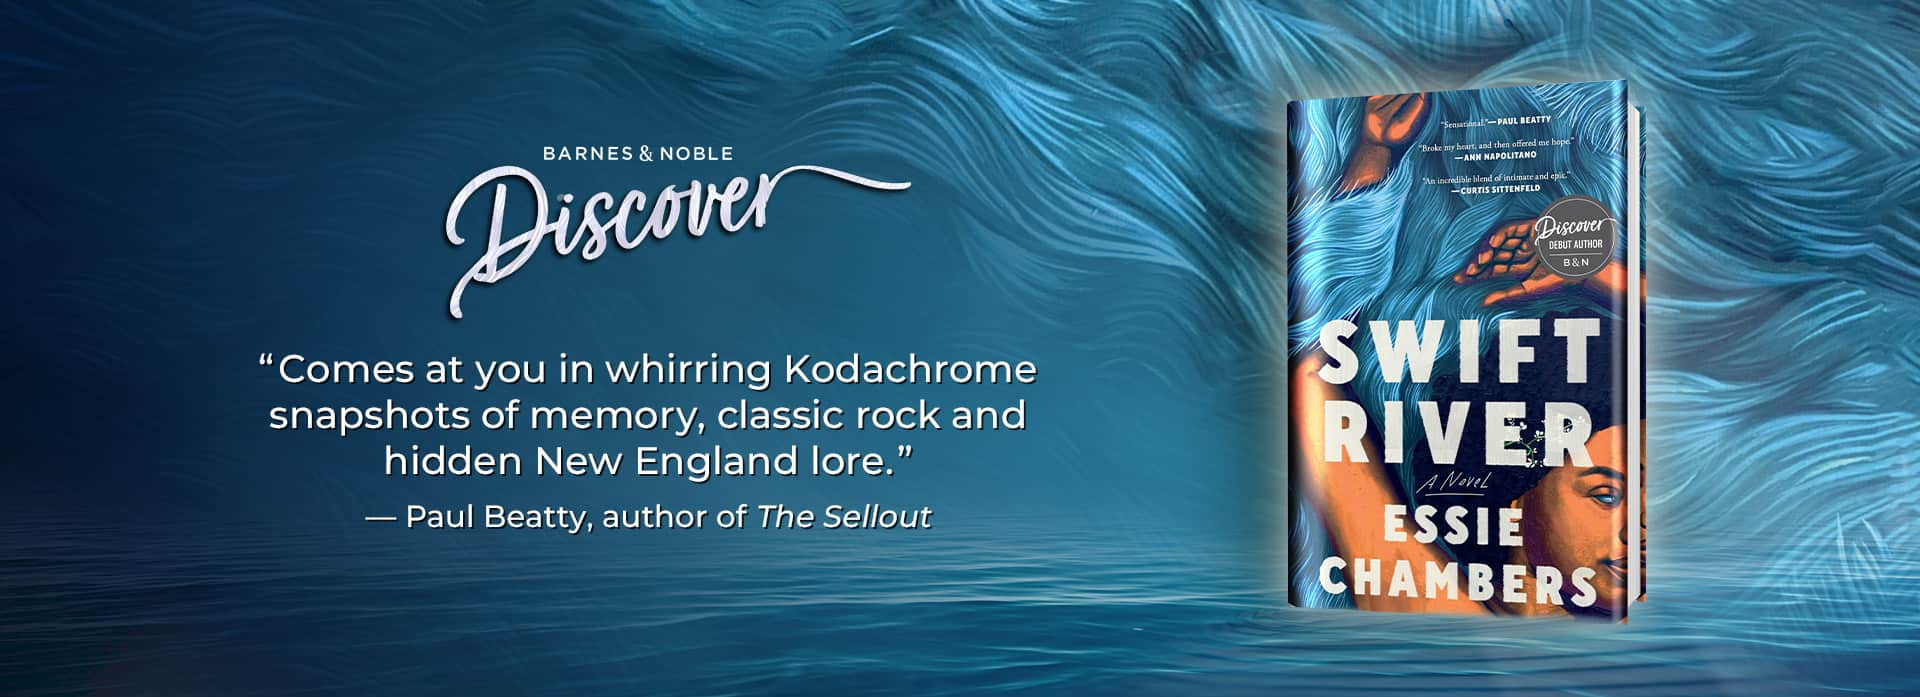 BARNES & NOBLE
Discover
“Comes at you in whirring Kodachrome
snapshots of memory, classic rock and
hidden New England lore.”
— Paul Beatty, author of The Sellout
“Sensational.”—PAUL BEATTY
“Broke my heart, and then offered me hope.”
—ANN NAPOLITANO
“An incredible blend of intimate and epic.”
—CURTIS SITTENFELD
Discover
DEBUT AUTHOR
B&N
SWIFT
RIVER
A Novel
ESSIE
CHAMBERS